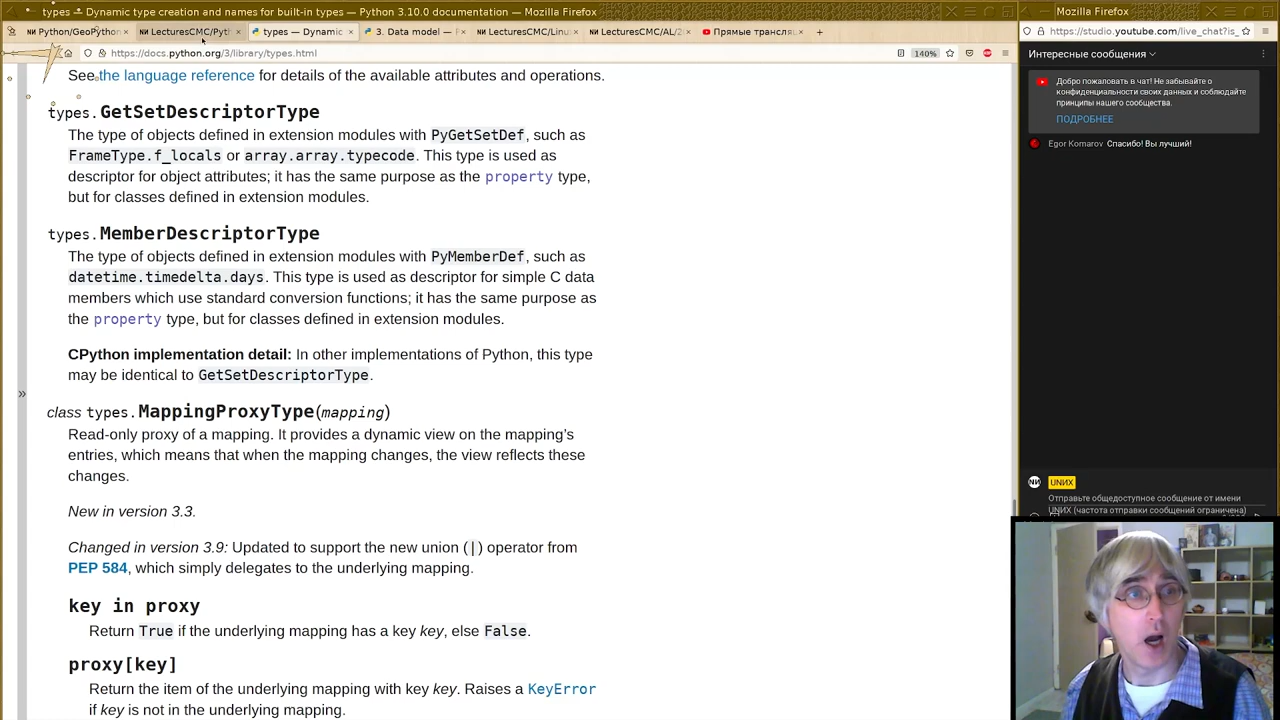 types — Dynamic type creation and names for built-in types — Python 3.10.0 documentation — Mozilla Firefox
Python/GeoPython
LecturesCMC/Pyt
types — Dynamic
3. Data model — P
LecturesCMC/Linux
LecturesCMC/AL/2
Прямые трансляц
https://docs.python.org/3/library/types.html
140%
See the language reference for details of the available attributes and operations.
types.GetSetDescriptorType
The type of objects defined in extension modules with PyGetSetDef, such as
FrameType.f_locals or array.array.typecode. This type is used as
descriptor for object attributes; it has the same purpose as the property type,
but for classes defined in extension modules.
types.MemberDescriptorType
The type of objects defined in extension modules with PyMemberDef, such as
datetime.timedelta.days. This type is used as descriptor for simple C data
members which use standard conversion functions; it has the same purpose as
the property type, but for classes defined in extension modules.
CPython implementation detail: In other implementations of Python, this type
may be identical to GetSetDescriptorType.
class types.MappingProxyType(mapping)
Read-only proxy of a mapping. It provides a dynamic view on the mapping’s
entries, which means that when the mapping changes, the view reflects these
changes.
New in version 3.3.
Changed in version 3.9: Updated to support the new union (|) operator from
PEP 584, which simply delegates to the underlying mapping.
key in proxy
Return True if the underlying mapping has a key key, else False.
proxy[key]
Return the item of the underlying mapping with key key. Raises a KeyError
if key is not in the underlying mapping.
Mozilla Firefox
https://studio.youtube.com/live_chat?is_
Интересные сообщения
Добро пожаловать в чат! Не забывайте о
конфиденциальности своих данных и соблюдайте
принципы нашего сообщества.
ПОДРОБНЕЕ
Egor Komarov Спасибо! Вы лучший!
UNИX
Отправьте общедоступное сообщение от имени
UNИX (частота отправки сообщений ограничена)